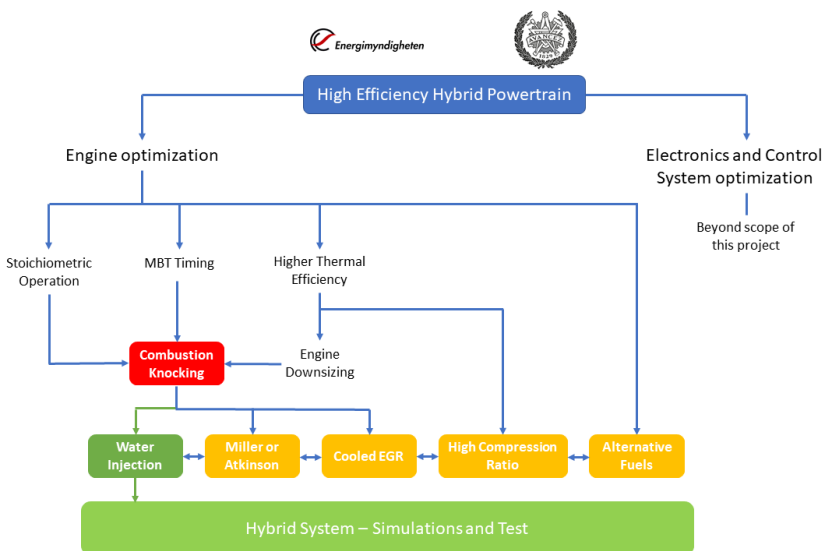 Energimyndigheten
AVANCEZ
1829
High Efficiency Hybrid Powertrain
Engine optimization
Electronics and Control
System optimization
Beyond scope of
this project
Stoichiometric
Operation
MBT Timing
Higher Thermal
Efficiency
Combustion
Knocking
Engine
Downsizing
Water
Injection
Miller or
Atkinson
Cooled EGR
High Compression
Ratio
Alternative
Fuels
Hybrid System – Simulations and Test